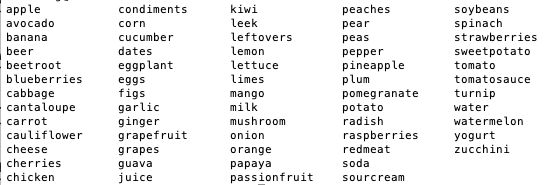 apple condiments kiwi peaches soybeans
avocado corn leek pear spinach
banana cucumber leftovers peas strawberries
beer dates lemon pepper sweetpotato
beetroot eggplant lettuce pineapple tomato
blueberries eggs limes plum tomatosauce
cabbage figs mango pomegranate turnip
cantaloupe garlic milk potato water
carrot ginger mushroom radish watermelon
cauliflower grapefruit onion raspberries yogurt
cheese grapes orange redmeat zucchini
cherries guava papaya soda
chicken juice passionfruit sourcream